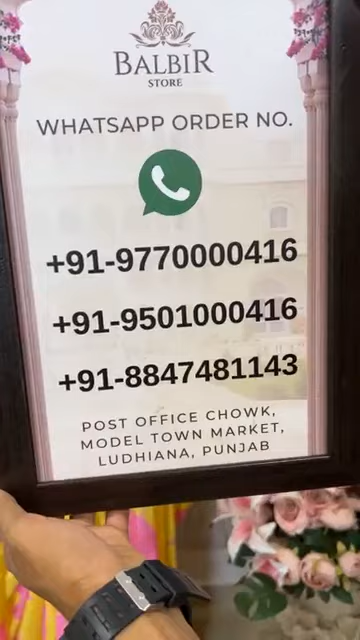 BALBIR
STORE
WHATSAPP ORDER NO.
+91-9770000416
+91-9501000416
+91-8847481143
POST OFFICE CHOWK,
MODEL TOWN MARKET,
LUDHIANA, PUNJAB